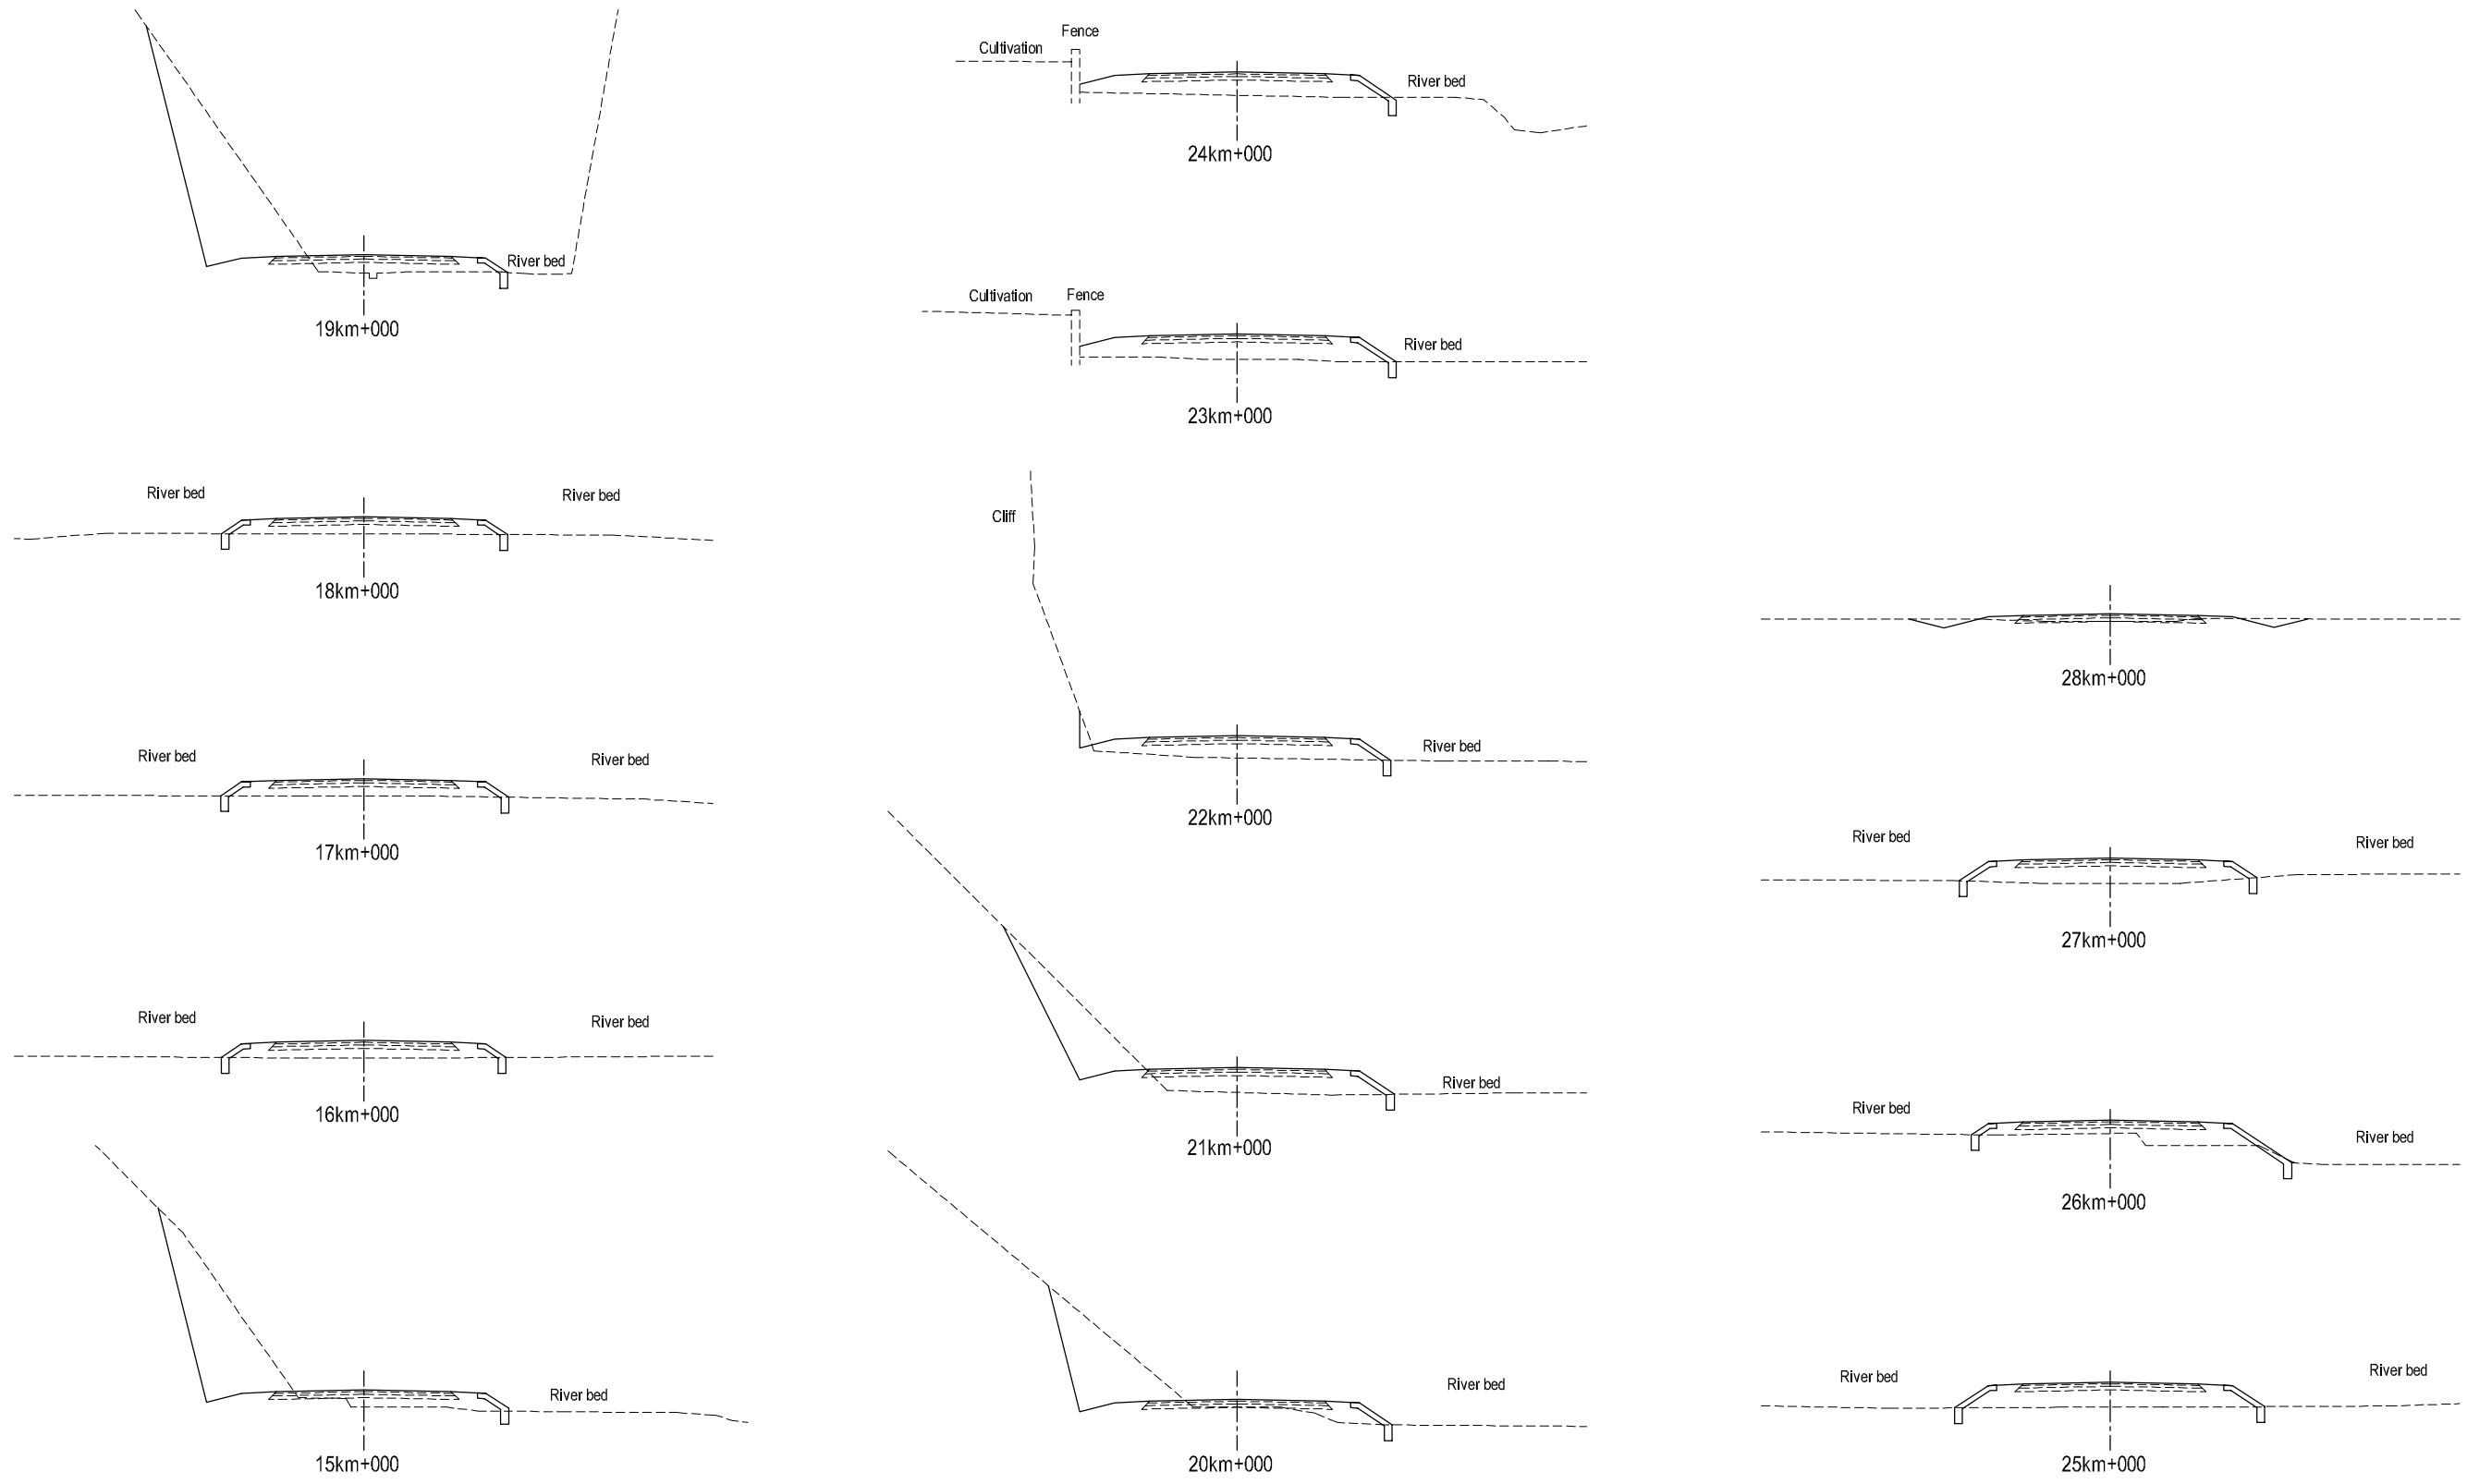 19km+000
River bed
River bed
River bed
18km+000
River bed
River bed
17km+000
River bed
River bed
16km+000
River bed
15km+000
Cultivation
Fence
River bed
24km+000
Cultivation
Fence
River bed
23km+000
Cliff
River bed
22km+000
River bed
21km+000
River bed
20km+000
28km+000
River bed
River bed
27km+000
River bed
River bed
26km+000
River bed
River bed
25km+000